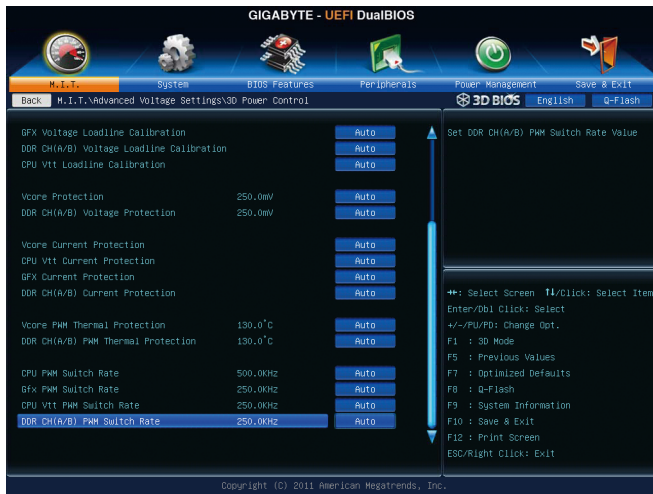 GIGABYTE - UEFI DualBIOS
M.I.T.
System
BIOS Features
Peripherals
Power Management
Save & Exit
Back M.I.T.\Advanced Voltage Settings\3D Power Control
3D BIOS English Q-Flash
GFX Voltage Loadline Calibration Auto
DDR CH(A/B) Voltage Loadline Calibration Auto
CPU Vtt Loadline Calibration Auto
Vcore Protection 250.0mV Auto
DDR CH(A/B) Voltage Protection 250.0mV Auto
Vcore Current Protection Auto
CPU Vtt Current Protection Auto
GFX Current Protection Auto
DDR CH(A/B) Current Protection Auto
Vcore PWM Thermal Protection 130.0˚C Auto
DDR CH(A/B) PWM Thermal Protection 130.0˚C Auto
CPU PWM Switch Rate 500.0KHz Auto
Gfx PWM Switch Rate 250.0KHz Auto
CPU Vtt PWM Switch Rate 250.0KHz Auto
DDR CH(A/B) PWM Switch Rate 250.0KHz Auto
Set DDR CH(A/B) PWM Switch Rate Value
→←: Select Screen ↑↓/Click: Select Item
Enter/Dbl Click: Select
+/-/PU/PD: Change Opt.
F1 : 3D Mode
F5 : Previous Values
F7 : Optimized Defaults
F8 : Q-Flash
F9 : System Information
F10 : Save & Exit
F12 : Print Screen
ESC/Right Click: Exit
Copyright (C) 2011 American Megatrends, Inc.